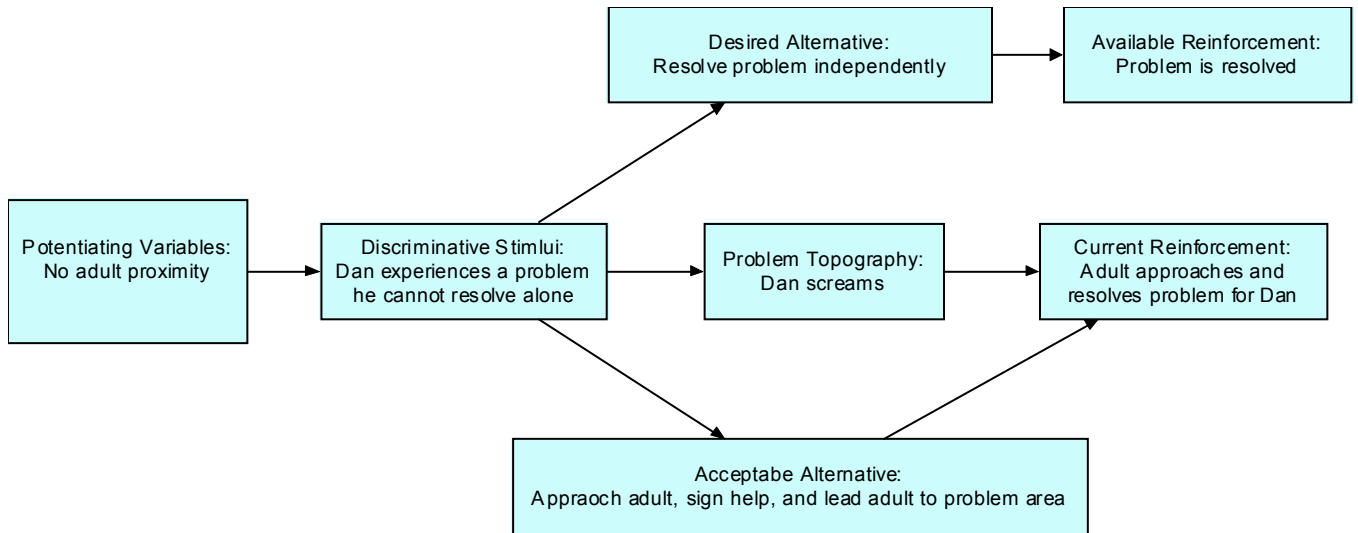 Desired Alternative:
Resolve problem independently
Available Reinforcement:
Problem is resolved
Potentiating Variables:
No adult proximity
Discriminative Stimlui:
Dan experiences a problem
he cannot resolve alone
Problem Topography:
Dan screams
Current Reinforcement:
Adult approaches and
resolves problem for Dan
Acceptabe Alternative:
Appraoch adult, sign help, and lead adult to problem area